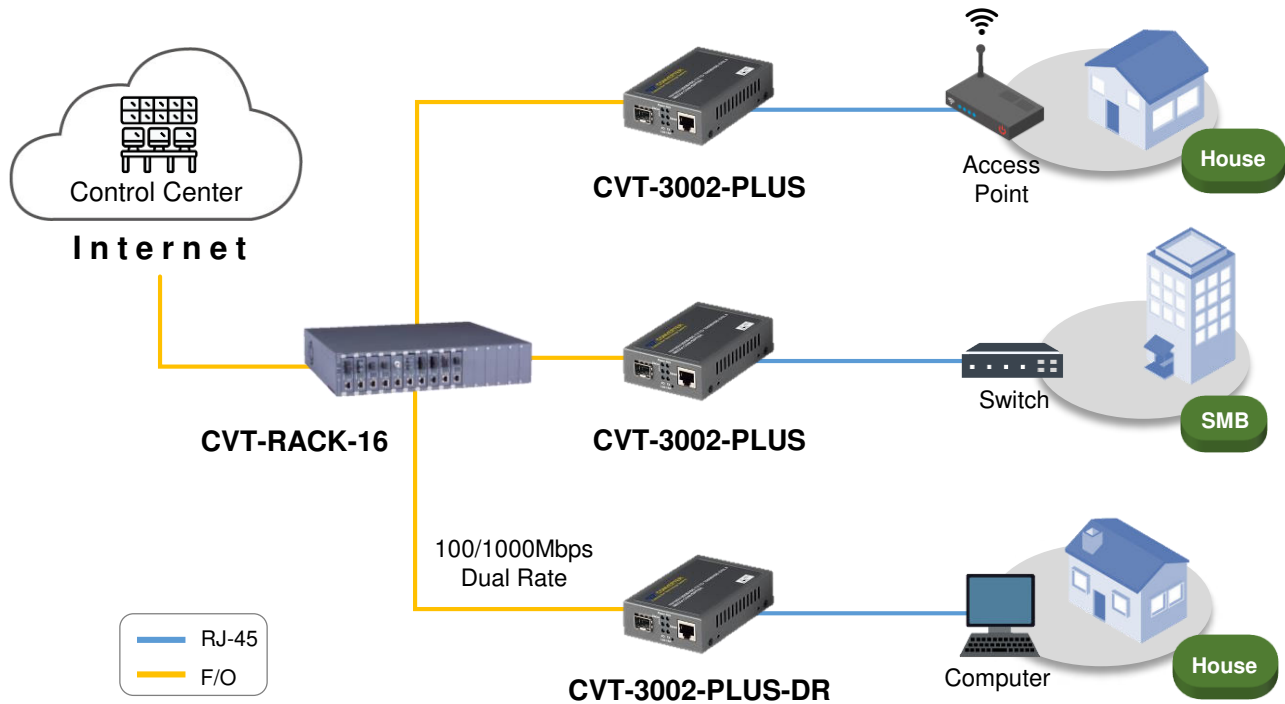 Control Center
Internet
CVT-RACK-16
CVT-3002-PLUS
Access
Point
House
CVT-3002-PLUS
Switch
SMB
100/1000Mbps
Dual Rate
CVT-3002-PLUS-DR
Computer
House
RJ-45
F/O